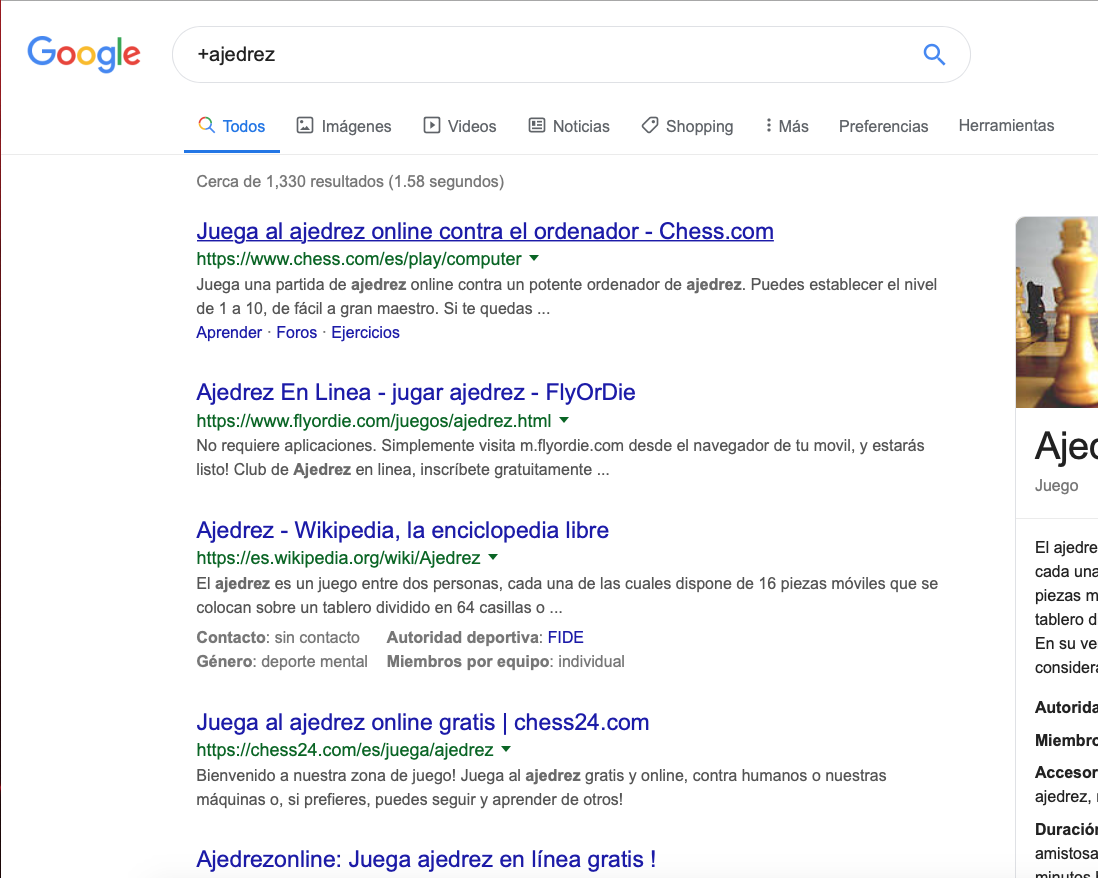 Google
+ajedrez
Todos Imágenes Videos Noticias Shopping Más Preferencias Herramientas
Cerca de 1,330 resultados (1.58 segundos)
Juega al ajedrez online contra el ordenador - Chess.com
https://www.chess.com/es/play/computer
Juega una partida de ajedrez online contra un potente ordenador de ajedrez. Puedes establecer el nivel
de 1 a 10, de fácil a gran maestro. Si te quedas ...
Aprender · Foros · Ejercicios
Ajedrez En Linea - jugar ajedrez - FlyOrDie
https://www.flyordie.com/juegos/ajedrez.html
No requiere aplicaciones. Simplemente visita m.flyordie.com desde el navegador de tu movil, y estarás
listo! Club de Ajedrez en linea, inscríbete gratuitamente ...
Ajedrez - Wikipedia, la enciclopedia libre
https://es.wikipedia.org/wiki/Ajedrez
El ajedrez es un juego entre dos personas, cada una de las cuales dispone de 16 piezas móviles que se
colocan sobre un tablero dividido en 64 casillas o ...
Contacto: sin contacto Autoridad deportiva: FIDE
Género: deporte mental Miembros por equipo: individual
Juega al ajedrez online gratis | chess24.com
https://chess24.com/es/juega/ajedrez
Bienvenido a nuestra zona de juego! Juega al ajedrez gratis y online, contra humanos o nuestras
máquinas o, si prefieres, puedes seguir y aprender de otros!
Ajedrezonline: Juega ajedrez en línea gratis !
Ajed
Juego
El ajedre
cada una
piezas m
tablero d
En su ve
considera
Autorida
Miembro
Accesor
ajedrez,
Duración
amistosa
minutos